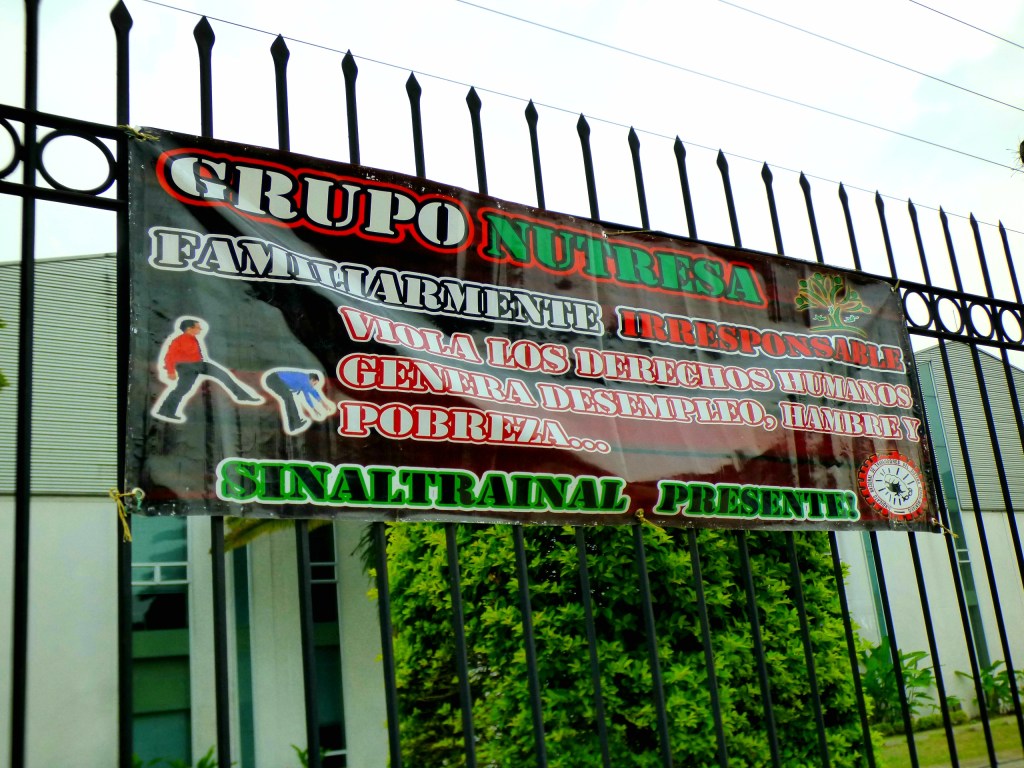 GRUPO NUTRESA
FAMILIARMENTE IRRESPONSABLE
VIOLA LOS DERECHOS HUMANOS
GENERA DESEMPLEO, HAMBRE Y
POBREZA...
SINALTRAINAL PRESENTE!